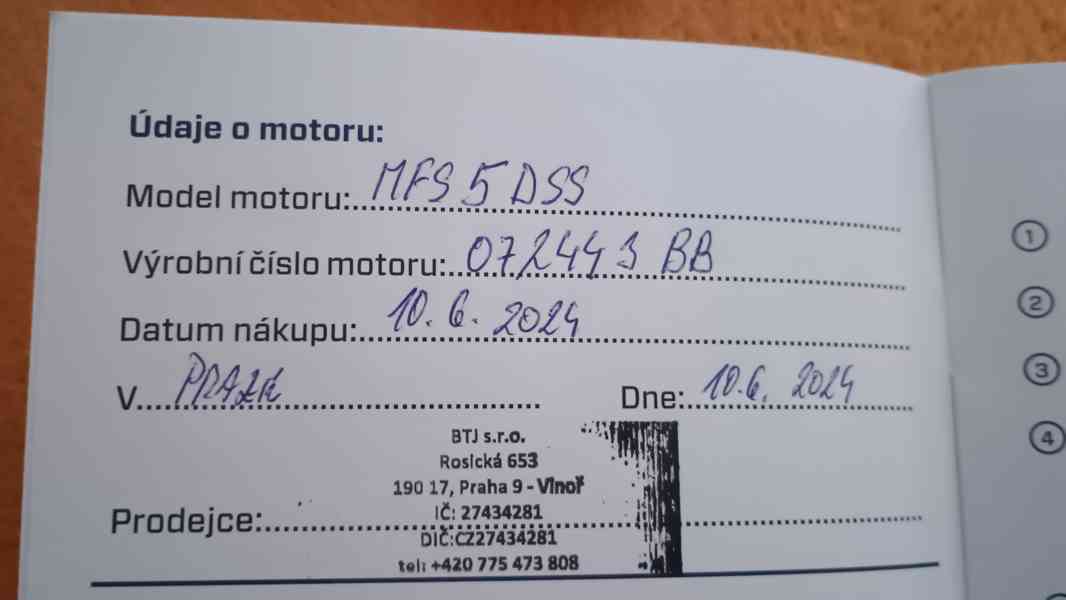 Údaje o motoru:
Model motoru: MFS 5 DSS
Výrobní číslo motoru: 072443 BB
Datum nákupu: 10. 6. 2024
V PRAZE Dne: 10.6. 2024
BTJ s.r.o.
Rosická 653
190 17, Praha 9 - Vinoř
IČ: 27434281
Prodejce:
DIČ:CZ27434281
tel: +420 775 473 808
1
2
3
4